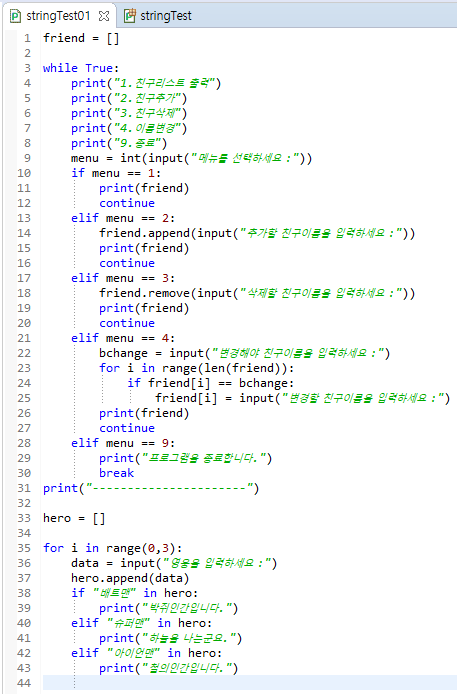 stringTest01 stringTest
1 friend = []
2
3 while True:
4 print("1.친구리스트 출력")
5 print("2.친구추가")
6 print("3.친구삭제")
7 print("4.이름변경")
8 print("9.종료")
9 menu = int(input("메뉴를 선택하세요 :"))
10 if menu == 1:
11 print(friend)
12 continue
13 elif menu == 2:
14 friend.append(input("추가할 친구이름을 입력하세요 :"))
15 print(friend)
16 continue
17 elif menu == 3:
18 friend.remove(input("삭제할 친구이름을 입력하세요 :"))
19 print(friend)
20 continue
21 elif menu == 4:
22 bchange = input("변경해야 친구이름을 입력하세요 :")
23 for i in range(len(friend)):
24 if friend[i] == bchange:
25 friend[i] = input("변경할 친구이름을 입력하세요 :")
26 print(friend)
27 continue
28 elif menu == 9:
29 print("프로그램을 종료합니다.")
30 break
31 print("----------------------")
32
33 hero = []
34
35 for i in range(0,3):
36 data = input("영웅을 입력하세요 :")
37 hero.append(data)
38 if "배트맨" in hero:
39 print("박쥐인간입니다.")
40 elif "슈퍼맨" in hero:
41 print("하늘을 나는군요.")
42 elif "아이언맨" in hero:
43 print("철의인간입니다.")
44